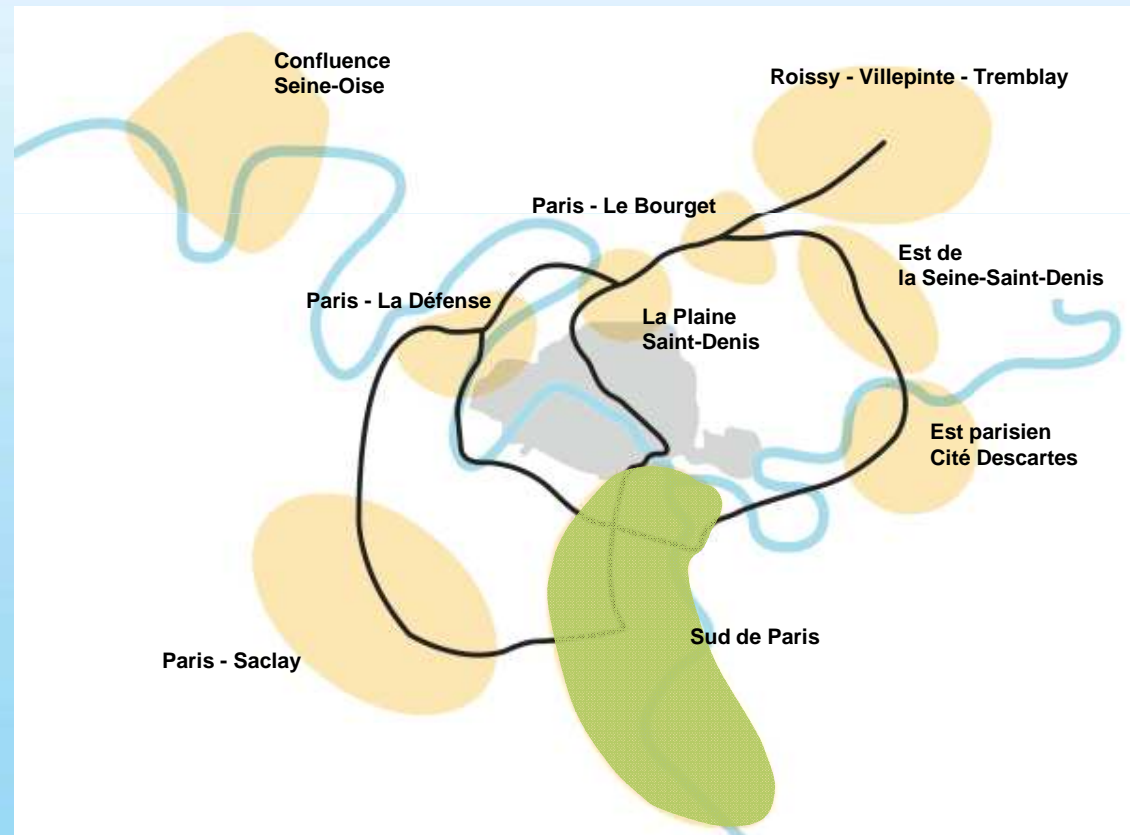 Confluence
Seine-Oise
Roissy - Villepinte - Tremblay
Paris - Le Bourget
Est de
la Seine-Saint-Denis
Paris - La Défense
La Plaine
Saint-Denis
Est parisien
Cité Descartes
Sud de Paris
Paris - Saclay